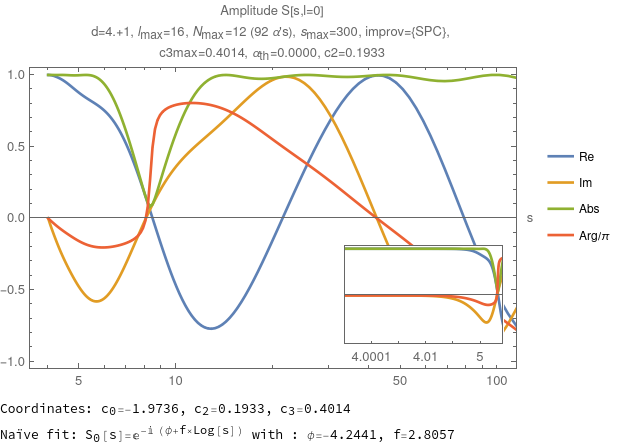 Amplitude S[s,l=0]
d=4.+1, lmax=16, Nmax=12 (92 α's), smax=300, improv={SPC},
c3max=0.4014, αth=0.0000, c2=0.1933
1.0
0.5
0.0
-0.5
-1.0
s
Re
Im
Abs
Arg/π
4.0001
4.01
5
5
10
50
100
Coordinates: c0=-1.9736, c2=0.1933, c3=0.4014
Naïve fit: S0[s]=e^-i (ϕ+f×Log[s]) with : ϕ=-4.2441, f=2.8057